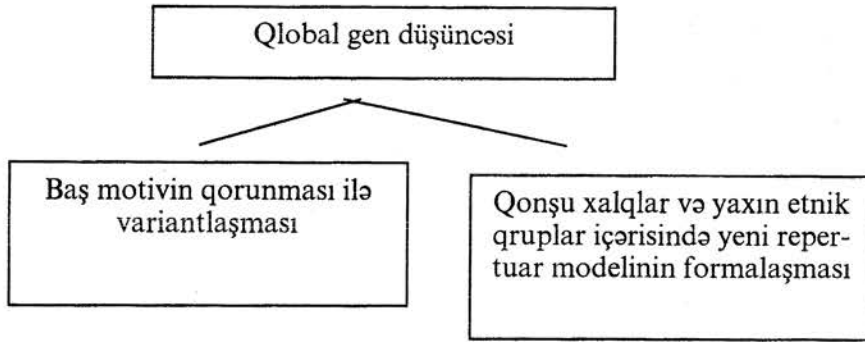 Qlobal gen düşüncəsi
Baş motivin qorunması ilə
variantlaşması
Qonşu xalqlar və yaxın etnik
qruplar içərisində yeni reper-
tuar modelinin formalaşması